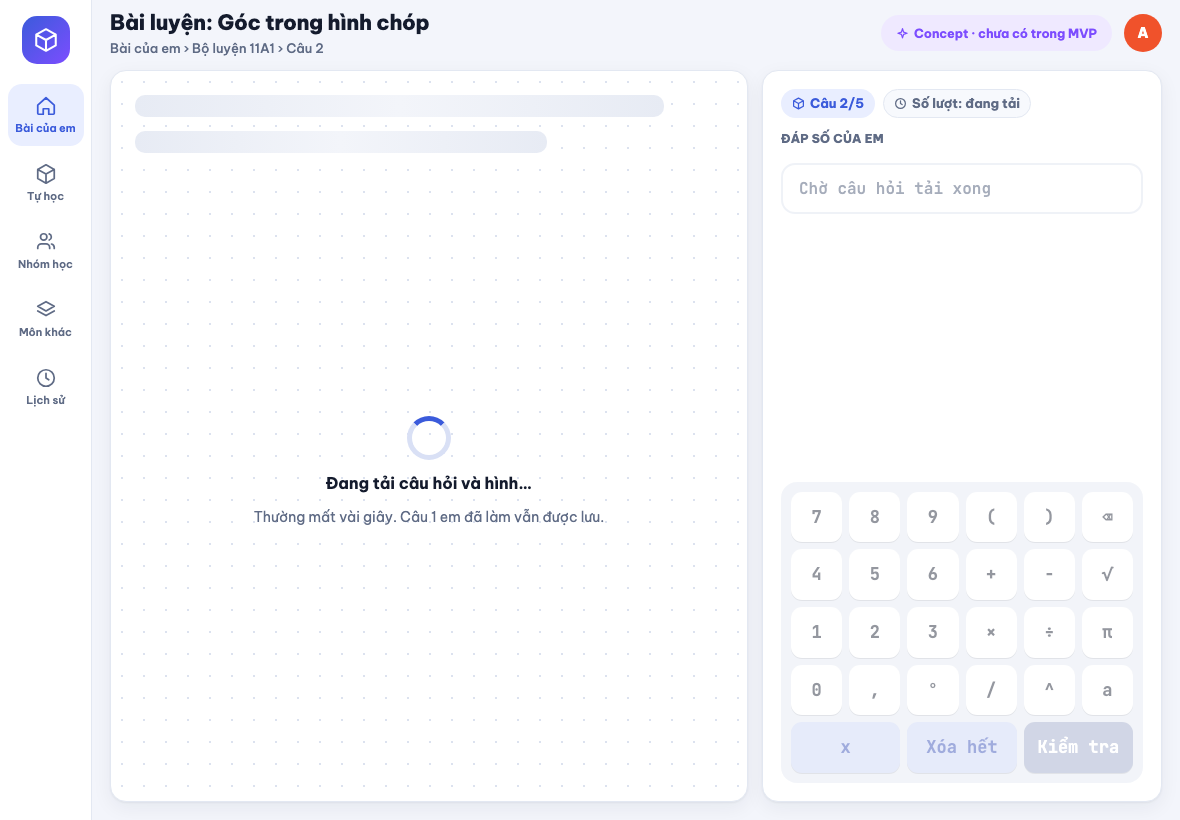 Bài luyện: Góc trong hình chóp
Bài của em › Bộ luyện 11A1 › Câu 2
Concept · chưa có trong MVP
A
Bài của em
Tự học
Nhóm học
Môn khác
Lịch sử
Đang tải câu hỏi và hình...
Thường mất vài giây. Câu 1 em đã làm vẫn được lưu.
Câu 2/5
Số lượt: đang tải
ĐÁP SỐ CỦA EM
Chờ câu hỏi tải xong
7 8 9 ( ) ⌫
4 5 6 + - √
1 2 3 × ÷ π
0 , ° / ^ a
x Xóa hết Kiểm tra